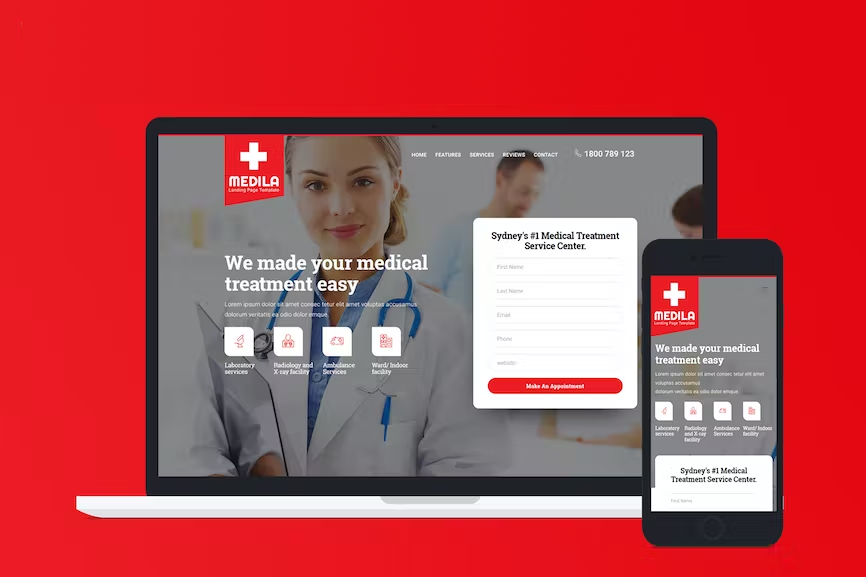 MEDILA
Landing Page Template
HOME FEATURES SERVICES REVIEWS CONTACT 1800 789 123
We made your medical
treatment easy
Lorem ipsum dolor sit amet consec tetur elit amet voluptas accusamus
dolorum veritatis ea odio dolor emque
Laboratory
services
Radiology and
X-ray facility
Ambulance
Services
Ward/ Indoor
facility
Sydney's #1 Medical Treatment
Service Center.
First Name
Last Name
Email
Phone
website
Make An Appointment
MEDILA
Landing Page Template
We made your medical
treatment easy
Lorem ipsum dolor sit amet consec tetur elit amet
voluptas accusamus
dolorum veritatis ea odio dolor emque
Laboratory
services
Radiology
and X-ray
facility
Ambulance
Services
Ward/ Indoor
facility
Sydney's #1 Medical
Treatment Service Center.
First Name